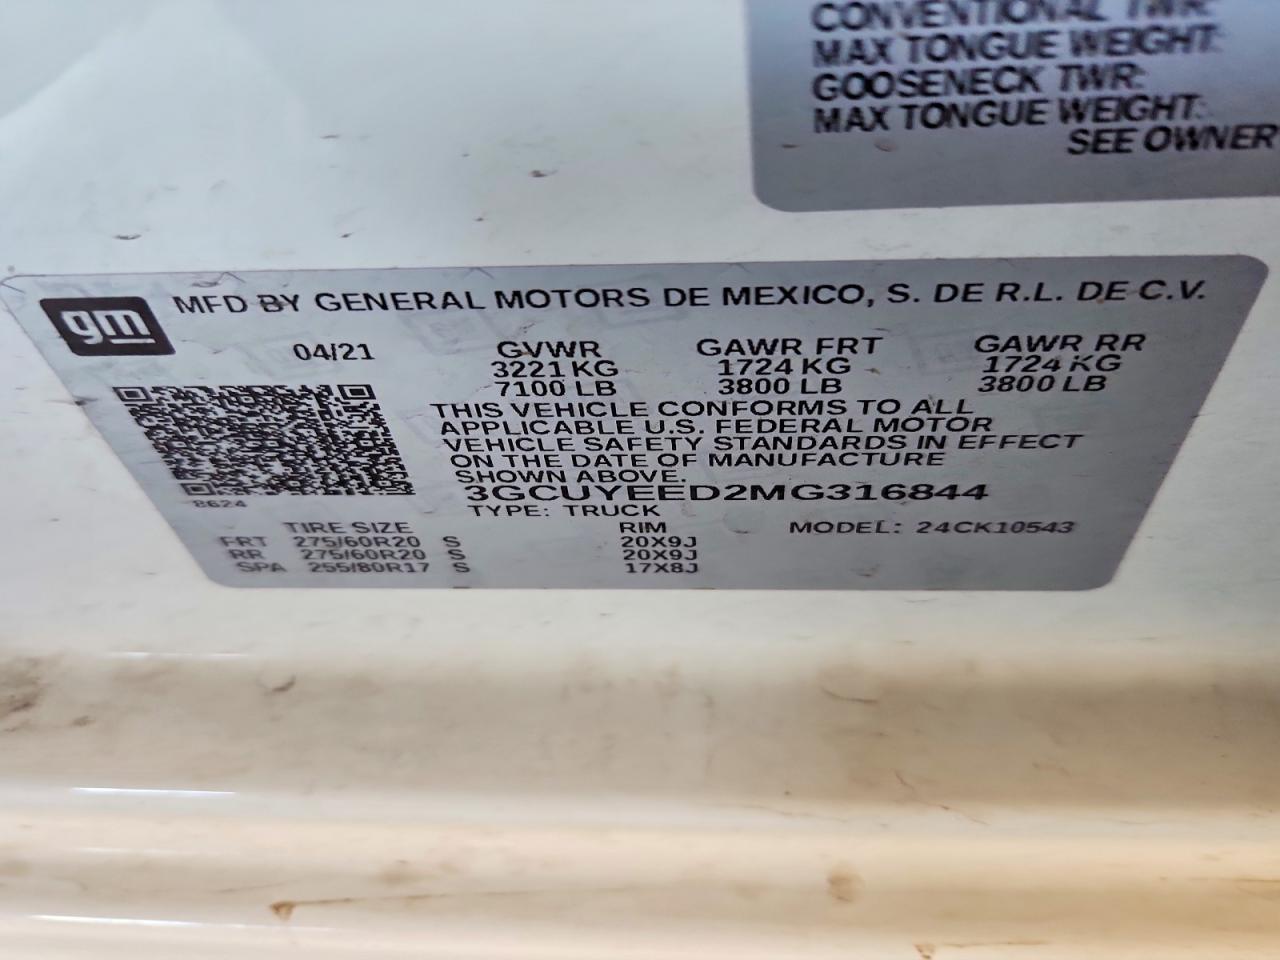 CONVENTIONAL TWR:
MAX TONGUE WEIGHT:
GOOSENECK TWR:
MAX TONGUE WEIGHT:
SEE OWNER
gm
MFD BY GENERAL MOTORS DE MEXICO, S. DE R.L. DE C.V.
04/21 GVWR GAWR FRT GAWR RR
3221 KG 1724 KG 1724 KG
7100 LB 3800 LB 3800 LB
THIS VEHICLE CONFORMS TO ALL
APPLICABLE U.S. FEDERAL MOTOR
VEHICLE SAFETY STANDARDS IN EFFECT
ON THE DATE OF MANUFACTURE
SHOWN ABOVE.
3GCUYEED2MG316844
8624
TYPE: TRUCK
TIRE SIZE RIM MODEL: 24CK10543
FRT 275/60R20 S 20X9J
RR 275/60R20 S 20X9J
SPA 255/80R17 S 17X8J